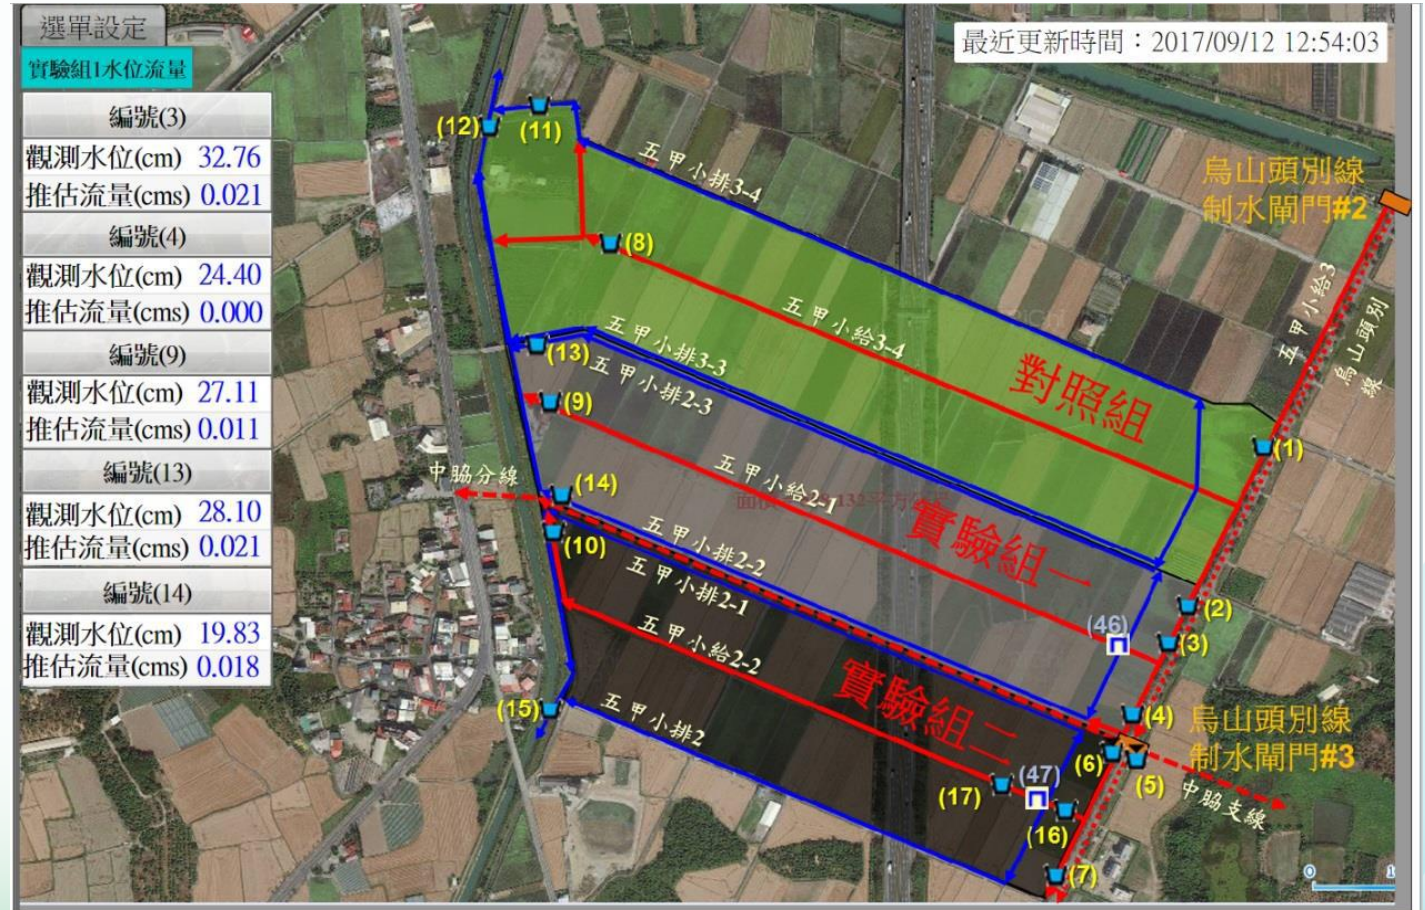 選單設定
最近更新時間：2017/09/12 12:54:03
實驗組1水位流量
編號(3)
觀測水位(cm) 32.76
推估流量(cms) 0.021
編號(4)
觀測水位(cm) 24.40
推估流量(cms) 0.000
編號(9)
觀測水位(cm) 27.11
推估流量(cms) 0.011
編號(13)
觀測水位(cm) 28.10
推估流量(cms) 0.021
編號(14)
觀測水位(cm) 19.83
推估流量(cms) 0.018
(12)
(11)
五甲小排3-4
烏山頭別線
制水閘門#2
(8)
五甲小給3-4
五甲小給3
烏山頭別
線
對照組
(1)
五甲小排3-3
(13)
五甲小排2-3
(9)
中脇分線
五甲小給2-1
(14)
實驗組一
(10)
五甲小排2-2
五甲小排2-1
(2)
(46)
(3)
五甲小給2-2
實驗組二
(15)
五甲小排2
(4)
烏山頭別線
制水閘門#3
(6)
(5)
(47)
(17)
中脇支線
(16)
(7)
0